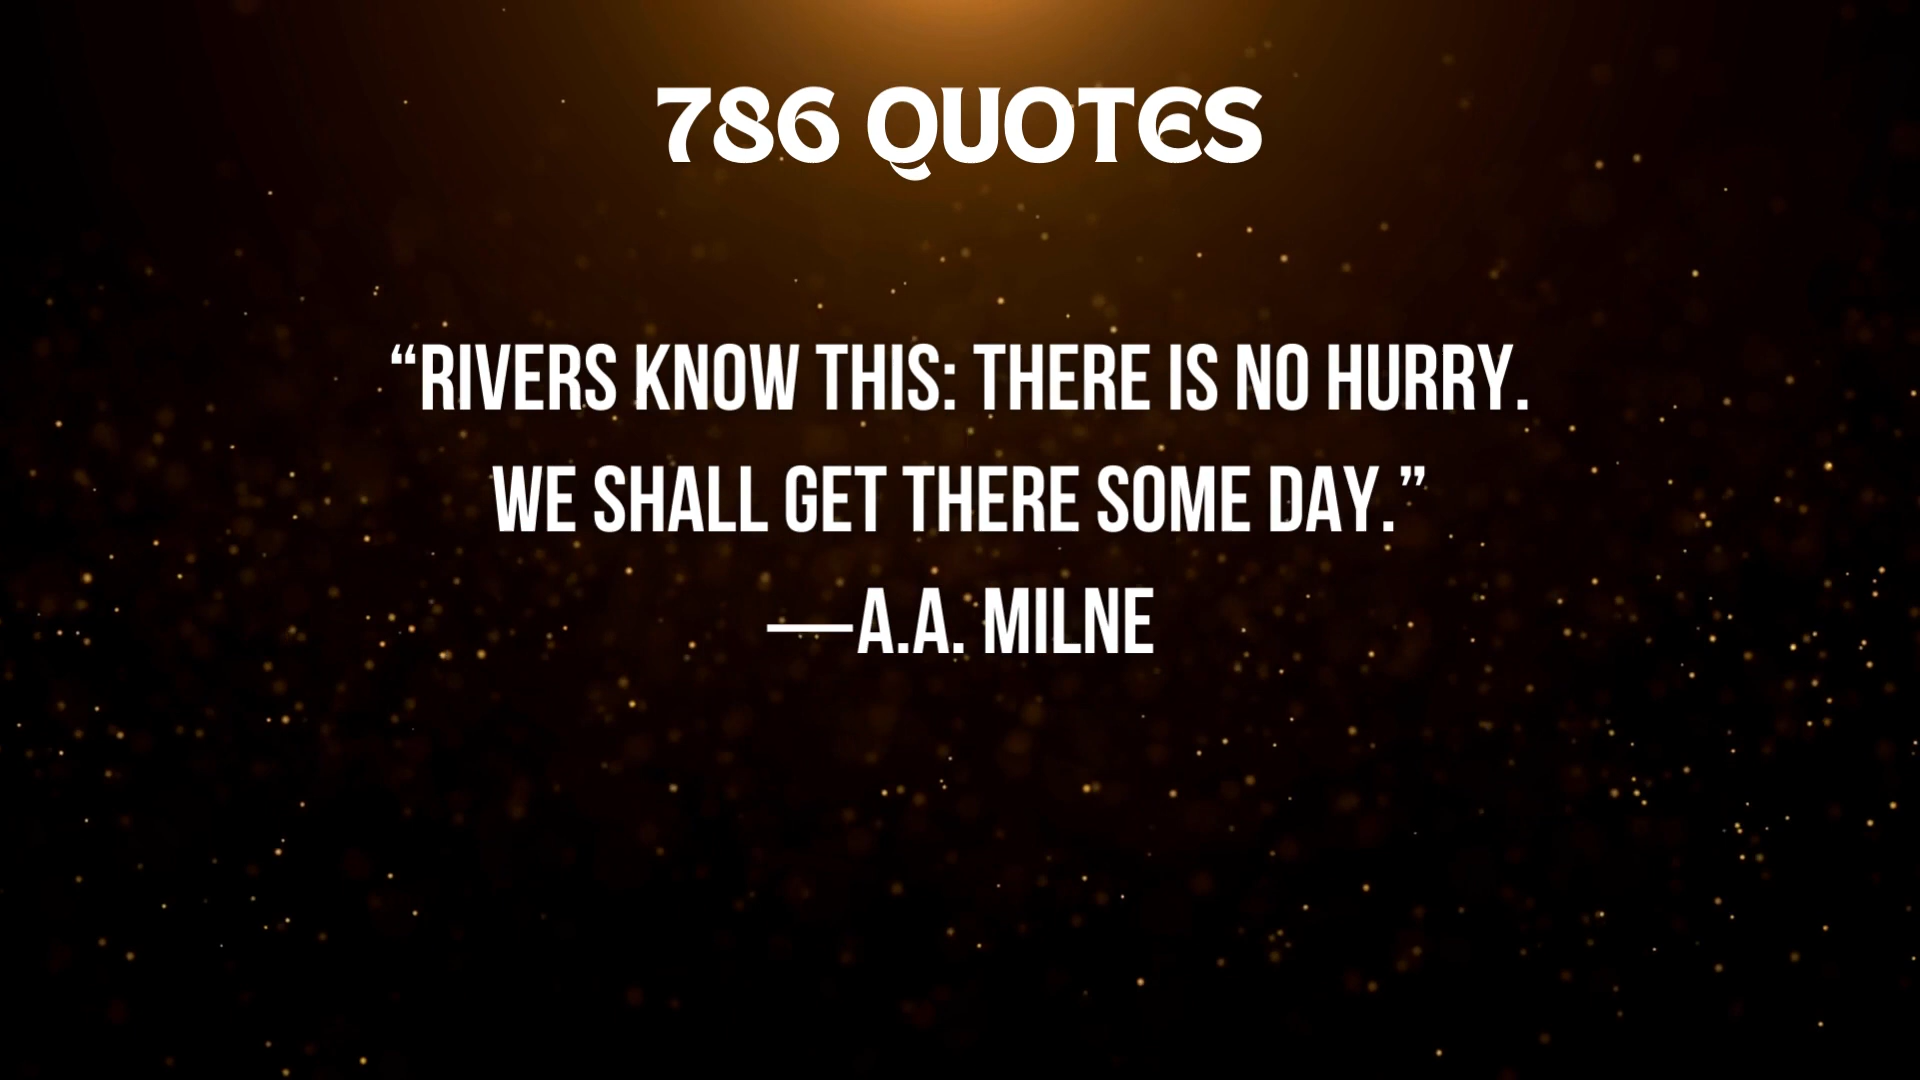 786 QUOTES
“RIVERS KNOW THIS: THERE IS NO HURRY.
WE SHALL GET THERE SOME DAY.”
—A.A. MILNE